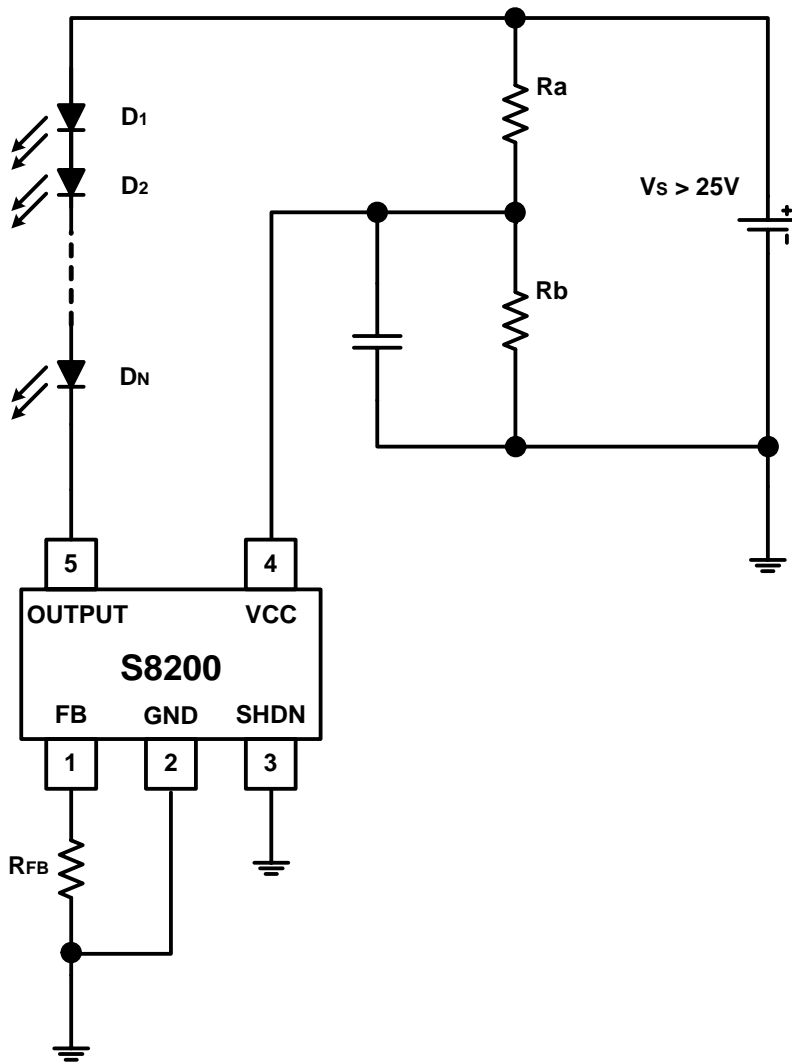 Ra
D1
D2
VS > 25V
+
Rb
DN
5
4
OUTPUT
VCC
S8200
FB
GND
SHDN
1
2
3
RFB